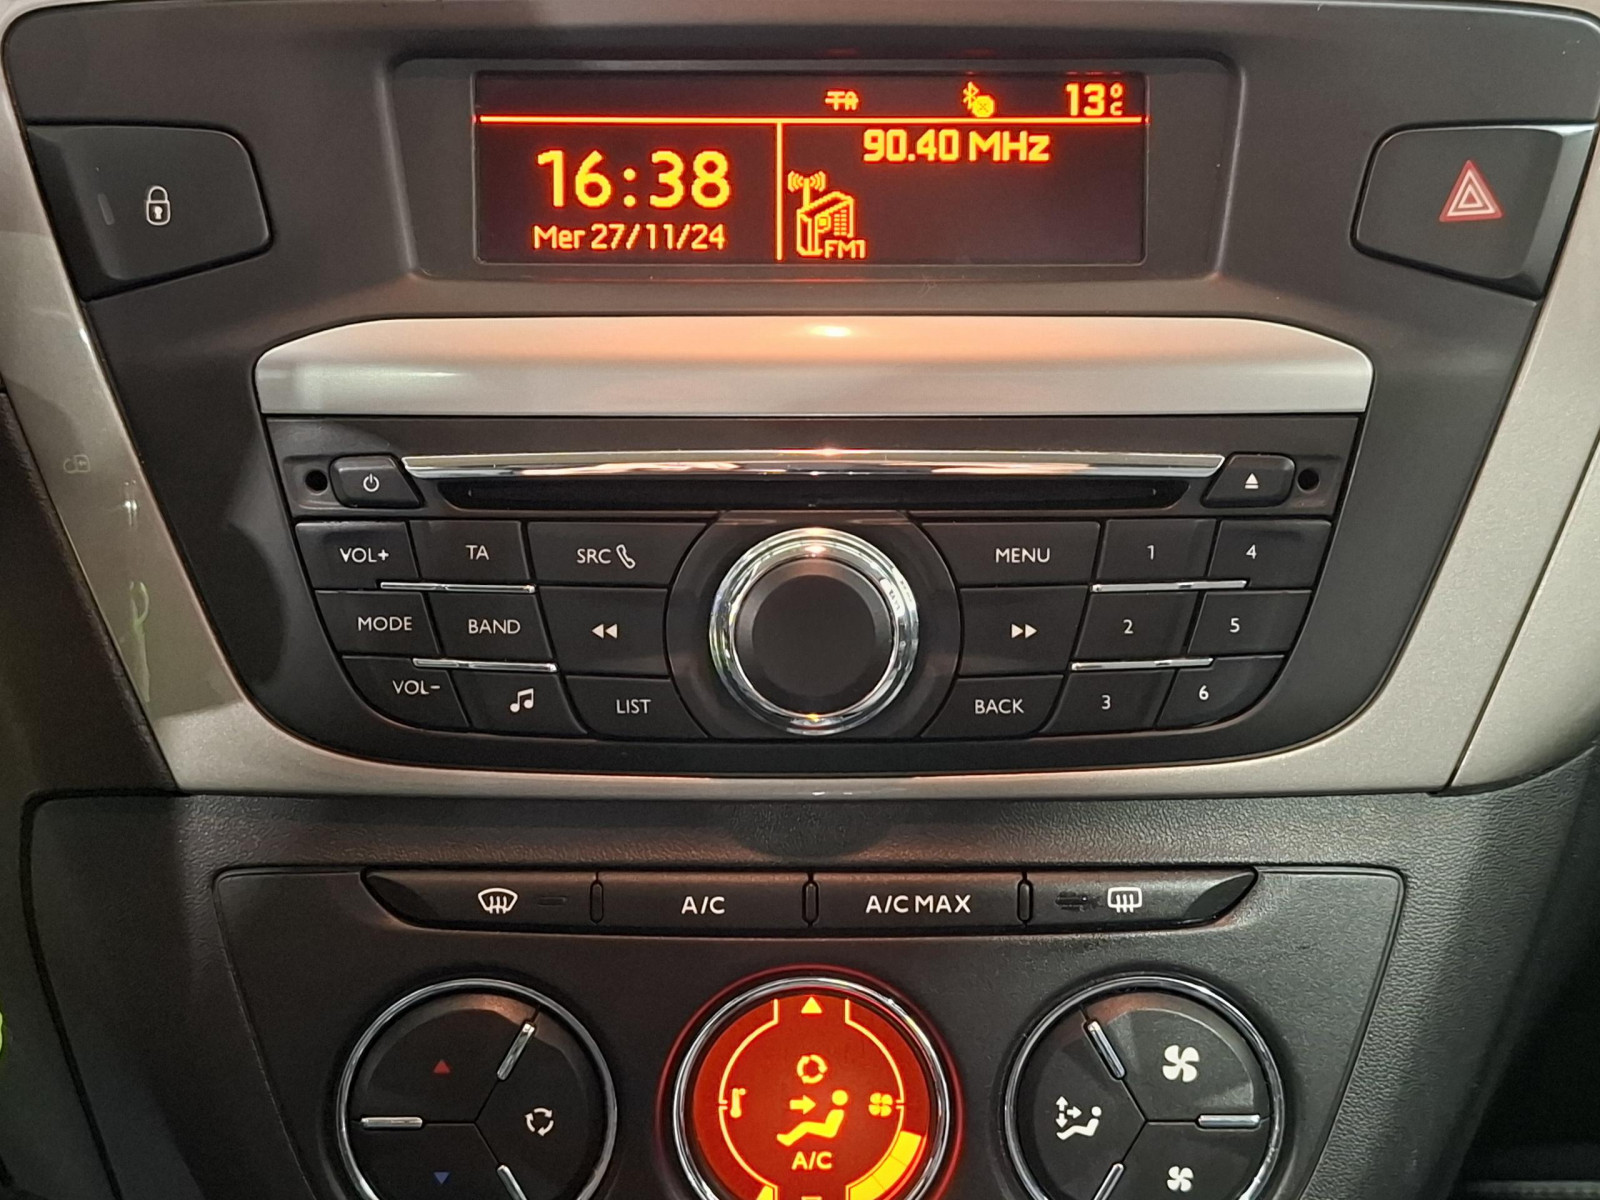 TA 13°C
90.40 MHz
16:38
Mer 27/11/24
FM1
VOL+ TA SRC MENU 1 4
MODE BAND 2 5
VOL- LIST BACK 3 6
A/C A/C MAX
A/C